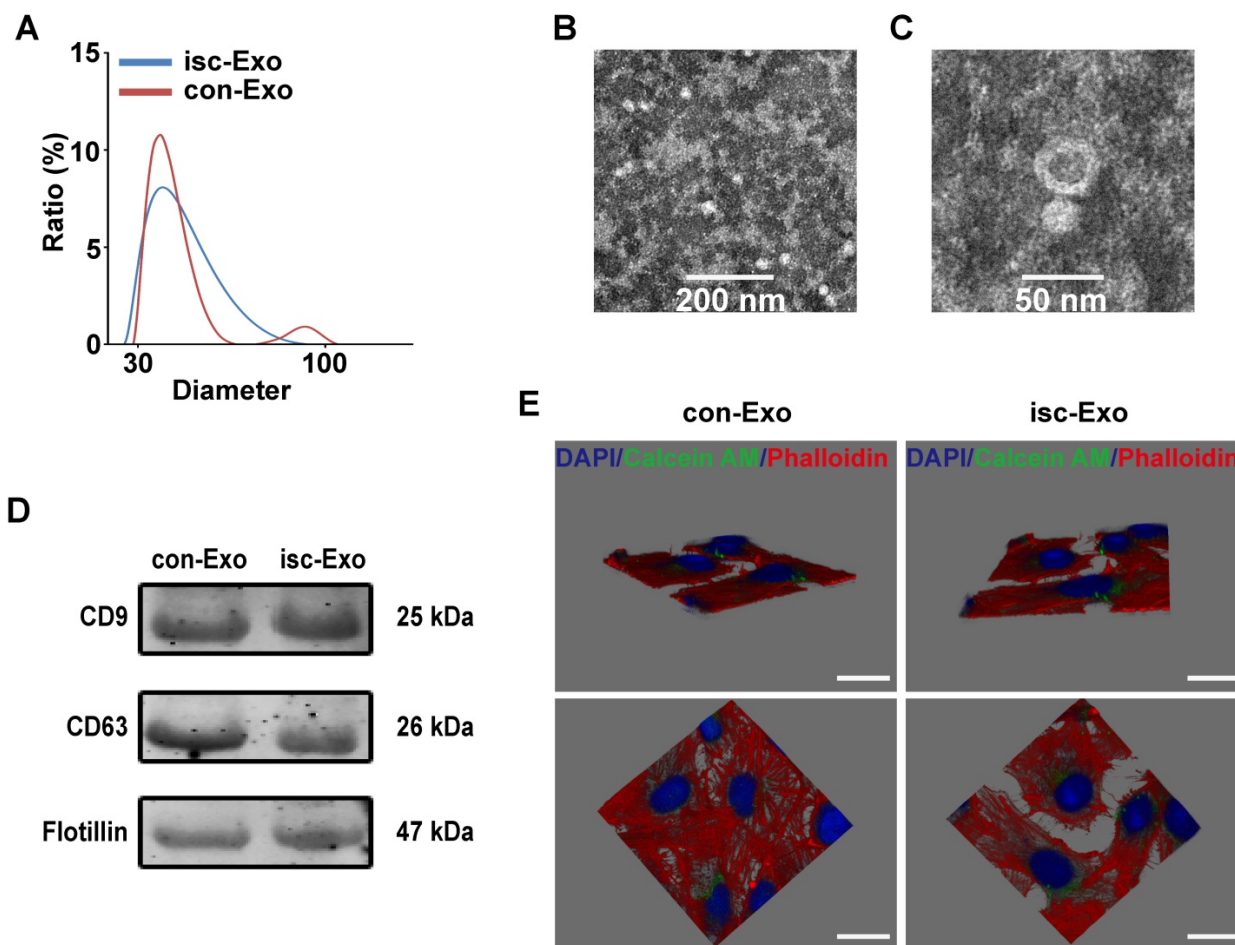 A
15
isc-Exo
con-Exo
10
Ratio (%)
5
0
30
100
Diameter
B
200 nm
C
50 nm
D
con-Exo isc-Exo
CD9 25 kDa
CD63 26 kDa
Flotillin 47 kDa
E
con-Exo isc-Exo
DAPI/Calcein AM/Phalloidin
DAPI/Calcein AM/Phalloidin